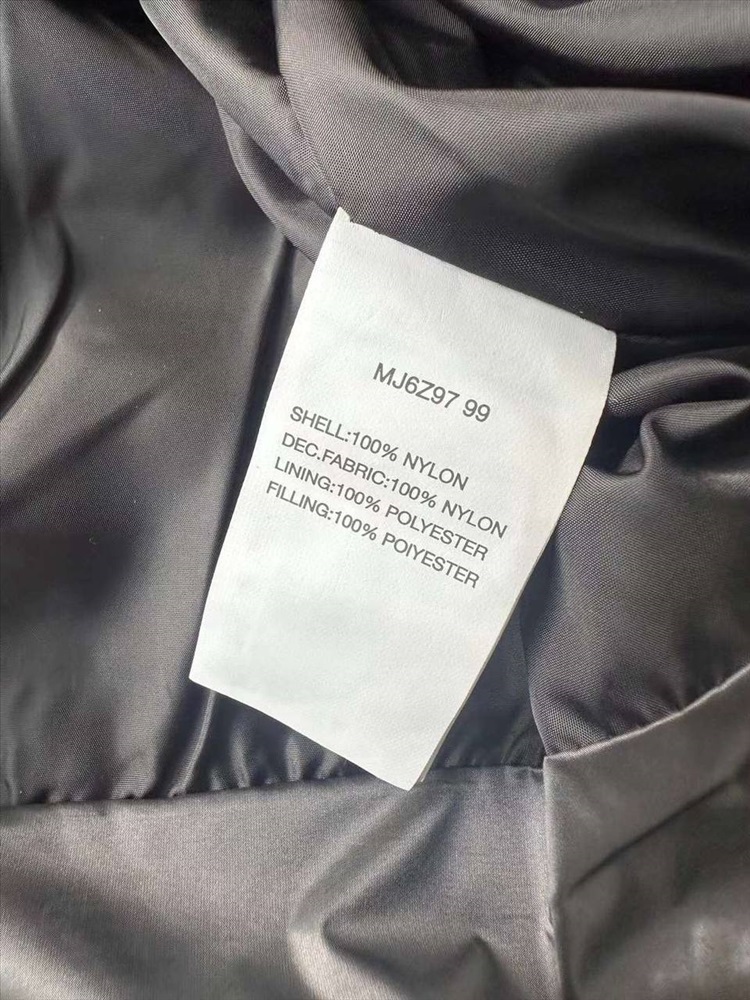 MJ6Z97 99
SHELL:100% NYLON
DEC.FABRIC:100% NYLON
LINING:100% POLYESTER
FILLING:100% POIYESTER